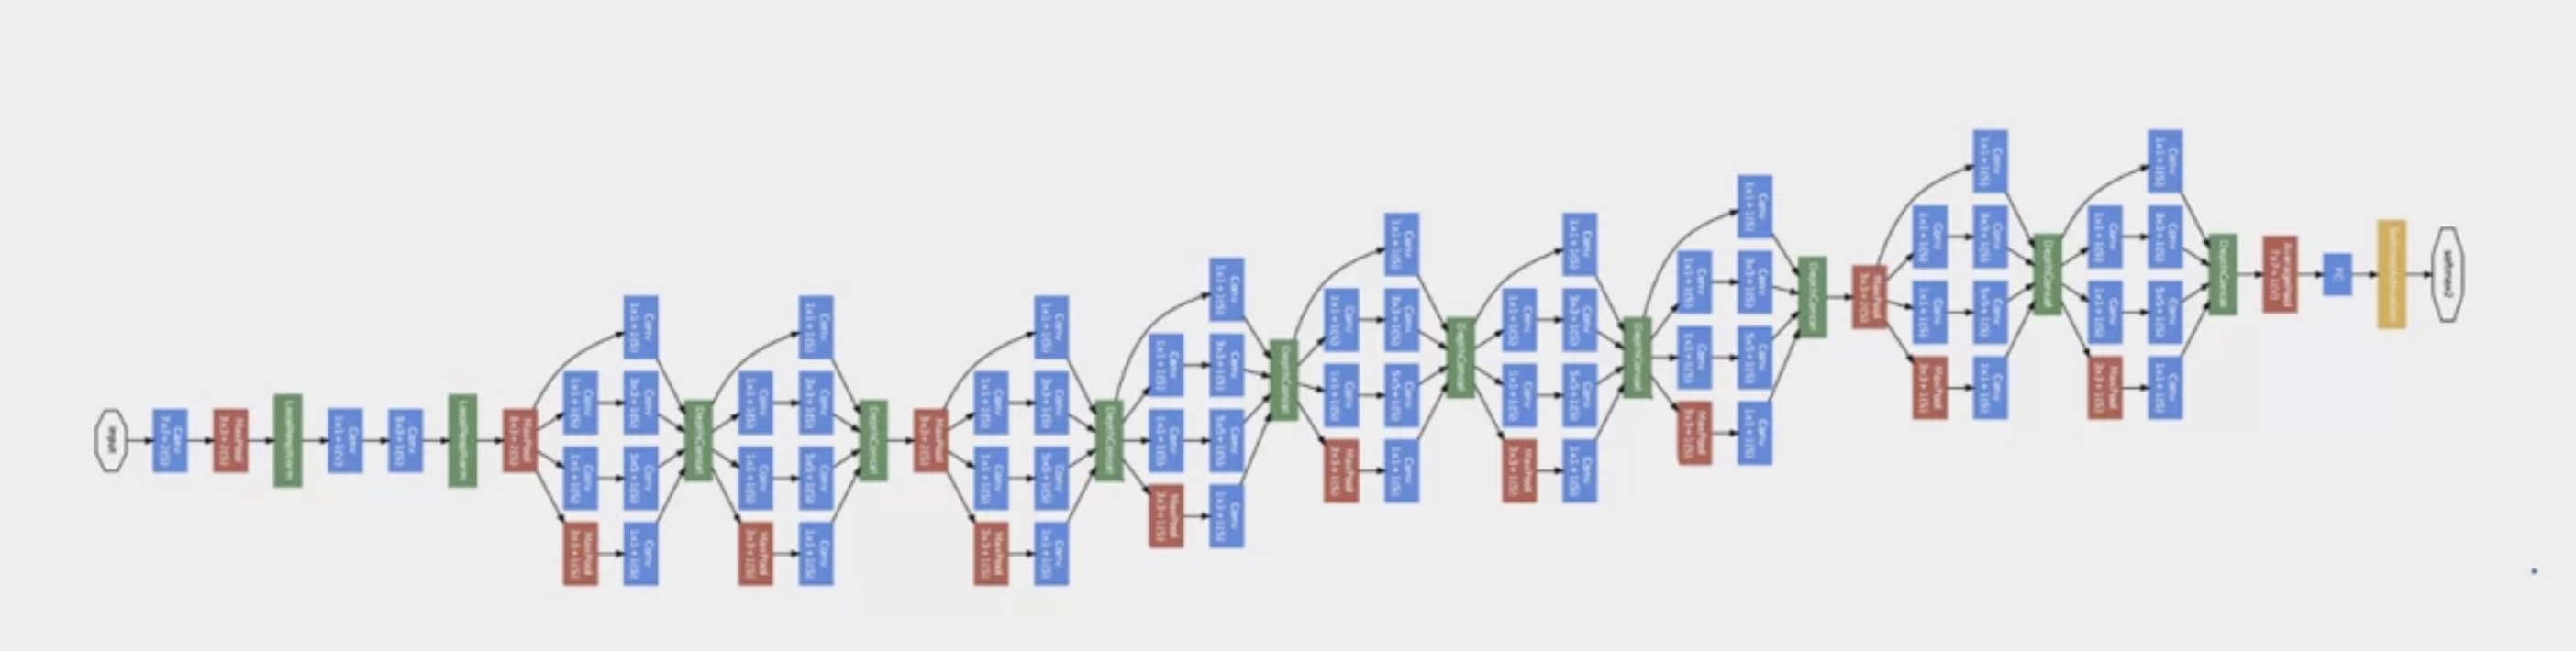 input
Conv
7x7+2(S)
MaxPool
3x3+2(S)
LocalRespNorm
Conv
1x1+1(V)
Conv
3x3+1(S)
LocalRespNorm
MaxPool
3x3+2(S)
Conv
1x1+1(S)
Conv
1x1+1(S)
MaxPool
3x3+1(S)
Conv
1x1+1(S)
Conv
3x3+1(S)
Conv
5x5+1(S)
Conv
1x1+1(S)
DepthConcat
Conv
1x1+1(S)
Conv
1x1+1(S)
MaxPool
3x3+1(S)
Conv
1x1+1(S)
Conv
3x3+1(S)
Conv
5x5+1(S)
Conv
1x1+1(S)
DepthConcat
MaxPool
3x3+2(S)
Conv
1x1+1(S)
Conv
1x1+1(S)
MaxPool
3x3+1(S)
Conv
1x1+1(S)
Conv
3x3+1(S)
Conv
5x5+1(S)
Conv
1x1+1(S)
DepthConcat
Conv
1x1+1(S)
Conv
1x1+1(S)
MaxPool
3x3+1(S)
Conv
1x1+1(S)
Conv
3x3+1(S)
Conv
5x5+1(S)
Conv
1x1+1(S)
DepthConcat
Conv
1x1+1(S)
Conv
1x1+1(S)
MaxPool
3x3+1(S)
Conv
1x1+1(S)
Conv
3x3+1(S)
Conv
5x5+1(S)
Conv
1x1+1(S)
DepthConcat
Conv
1x1+1(S)
Conv
1x1+1(S)
MaxPool
3x3+1(S)
Conv
1x1+1(S)
Conv
3x3+1(S)
Conv
5x5+1(S)
Conv
1x1+1(S)
DepthConcat
Conv
1x1+1(S)
Conv
1x1+1(S)
MaxPool
3x3+1(S)
Conv
1x1+1(S)
Conv
3x3+1(S)
Conv
5x5+1(S)
Conv
1x1+1(S)
DepthConcat
MaxPool
3x3+2(S)
Conv
1x1+1(S)
Conv
1x1+1(S)
MaxPool
3x3+1(S)
Conv
1x1+1(S)
Conv
3x3+1(S)
Conv
5x5+1(S)
Conv
1x1+1(S)
DepthConcat
Conv
1x1+1(S)
Conv
1x1+1(S)
MaxPool
3x3+1(S)
Conv
1x1+1(S)
Conv
3x3+1(S)
Conv
5x5+1(S)
Conv
1x1+1(S)
DepthConcat
AveragePool
7x7+1(V)
FC
SoftmaxActivation
softmax2